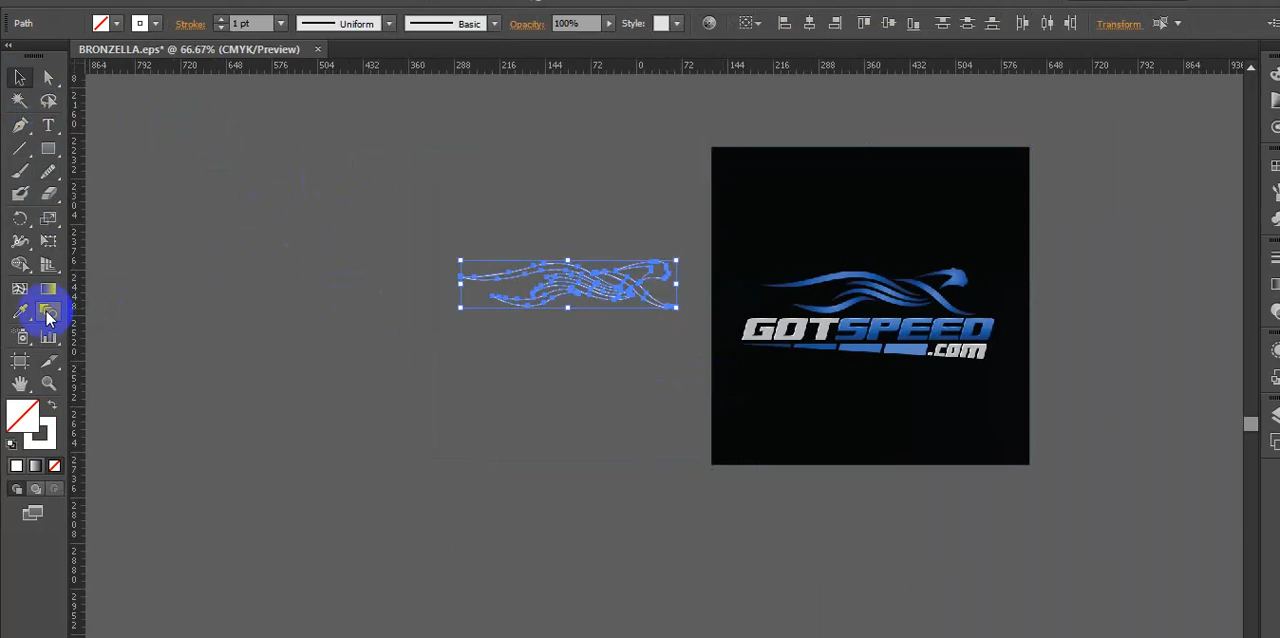 Path
Stroke:
1 pt
Uniform
Basic
Opacity:
100%
Style:
Transform
BRONZELLA.eps* @ 66.67% (CMYK/Preview)
864 792 720 648 576 504 432 360 288 216 144 72 0 72 144 216 288 360 432 504 576 648 720 792 864 936
GOTSPEED
.com